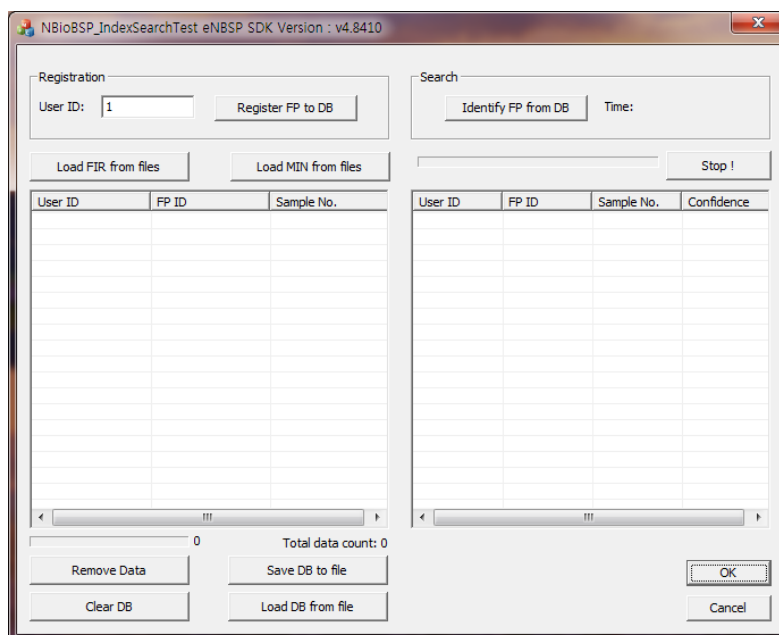 NBioBSP_IndexSearchTest eNBSP SDK Version : v4.8410
Registration
User ID: 1 Register FP to DB
Search
Identify FP from DB Time:
Load FIR from files Load MIN from files
Stop !
User ID FP ID Sample No.
User ID FP ID Sample No. Confidence
0 Total data count: 0
Remove Data Save DB to file
Clear DB Load DB from file
OK
Cancel